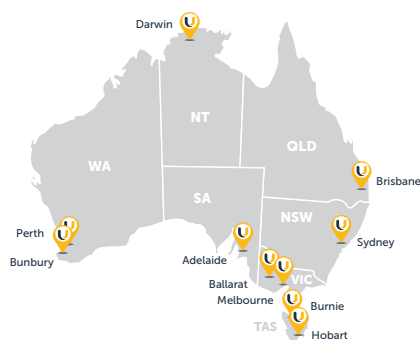 Darwin
NT
QLD
WA
Brisbane
SA
NSW
Perth
Sydney
Adelaide
Bunbury
VIC
Ballarat
Melbourne
Burnie
TAS
Hobart